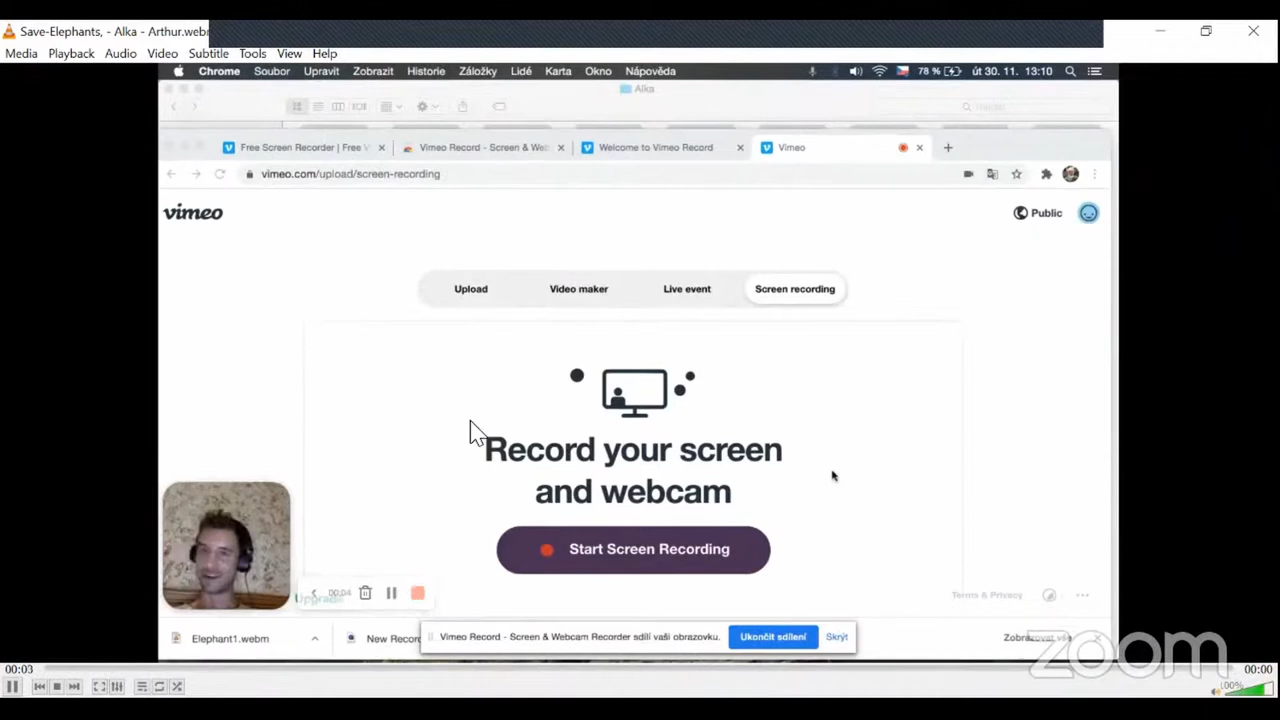 Save-Elephants, - Alka - Arthur.webm
Media Playback Audio Video Subtitle Tools View Help
Chrome Soubor Upravit Zobrazit Historie Záložky Lidé Karta Okno Nápověda 78 % út 30. 11. 13:10
Alka
Free Screen Recorder | Free V
Vimeo Record - Screen & Web
Welcome to Vimeo Record
Vimeo
vimeo.com/upload/screen-recording
vimeo
Public
Upload Video maker Live event Screen recording
Record your screen
and webcam
Start Screen Recording
00:04
Upgrade
Terms & Privacy
Elephant1.webm
New Recor
Vimeo Record - Screen & Webcam Recorder sdílí vaši obrazovku.
Ukončit sdílení
Skrýt
zoom
00:03
00:00